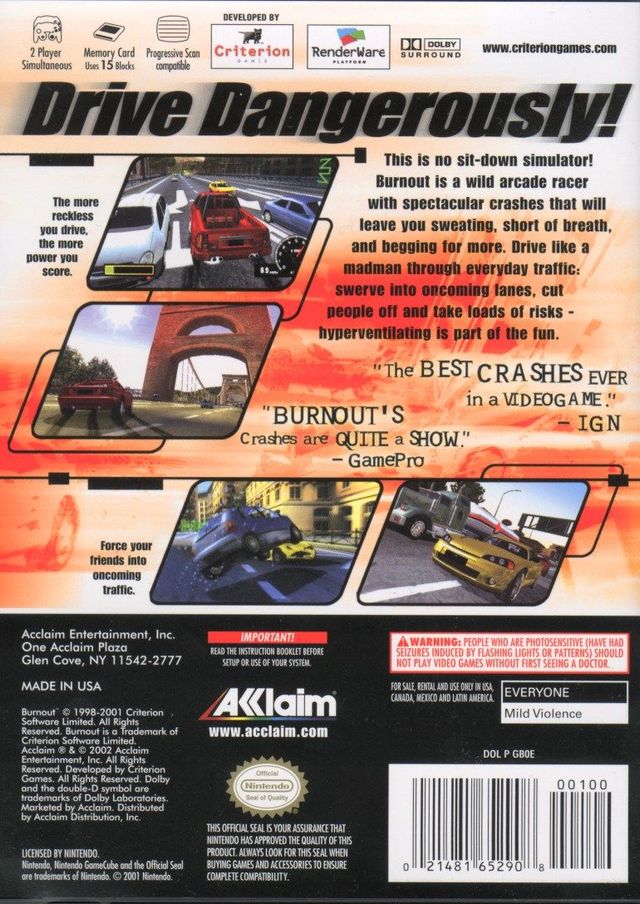 2 Player
Simultaneous
Memory Card
Uses 15 Blocks
Progressive Scan
compatible
DEVELOPED BY
Criterion
GAMES
RenderWare
PLATFORM
DOLBY
SURROUND
www.criteriongames.com
Drive Dangerously!
This is no sit-down simulator!
Burnout is a wild arcade racer
with spectacular crashes that will
leave you sweating, short of breath,
and begging for more. Drive like a
madman through everyday traffic:
swerve into oncoming lanes, cut
people off and take loads of risks -
hyperventilating is part of the fun.
The more
reckless
you drive,
the more
power you
score.
"The BEST CRASHES EVER
in a VIDEOGAME."
- IGN
"BURNOUT'S
Crashes are QUITE a SHOW."
- GamePro
Force your
friends into
oncoming
traffic.
Acclaim Entertainment, Inc.
One Acclaim Plaza
Glen Cove, NY 11542-2777
MADE IN USA
Burnout™ © 1998-2001 Criterion
Software Limited. All Rights
Reserved. Burnout is a Trademark of
Criterion Software Limited.
Acclaim ® & © 2002 Acclaim
Entertainment, Inc. All Rights
Reserved. Developed by Criterion
Games. All Rights Reserved. Dolby
and the double-D symbol are
trademarks of Dolby Laboratories.
Marketed by Acclaim. Distributed
by Acclaim Distribution, Inc.
LICENSED BY NINTENDO.
Nintendo, Nintendo GameCube and the Official Seal
are trademarks of Nintendo. © 2001 Nintendo.
IMPORTANT!
READ THE INSTRUCTION BOOKLET BEFORE
SETUP OR USE OF YOUR SYSTEM.
AKKlaim
www.acclaim.com
Official
Nintendo
Seal of Quality
THIS OFFICIAL SEAL IS YOUR ASSURANCE THAT
NINTENDO HAS APPROVED THE QUALITY OF THIS
PRODUCT. ALWAYS LOOK FOR THIS SEAL WHEN
BUYING GAMES AND ACCESSORIES TO ENSURE
COMPLETE COMPATIBILITY.
WARNING: PEOPLE WHO ARE PHOTOSENSITIVE (HAVE HAD
SEIZURES INDUCED BY FLASHING LIGHTS OR PATTERNS) SHOULD
NOT PLAY VIDEO GAMES WITHOUT FIRST SEEING A DOCTOR.
FOR SALE, RENTAL AND USE ONLY IN USA,
CANADA, MEXICO AND LATIN AMERICA.
EVERYONE
Mild Violence
DOL P GBOE
00100
0 21481 65290 8